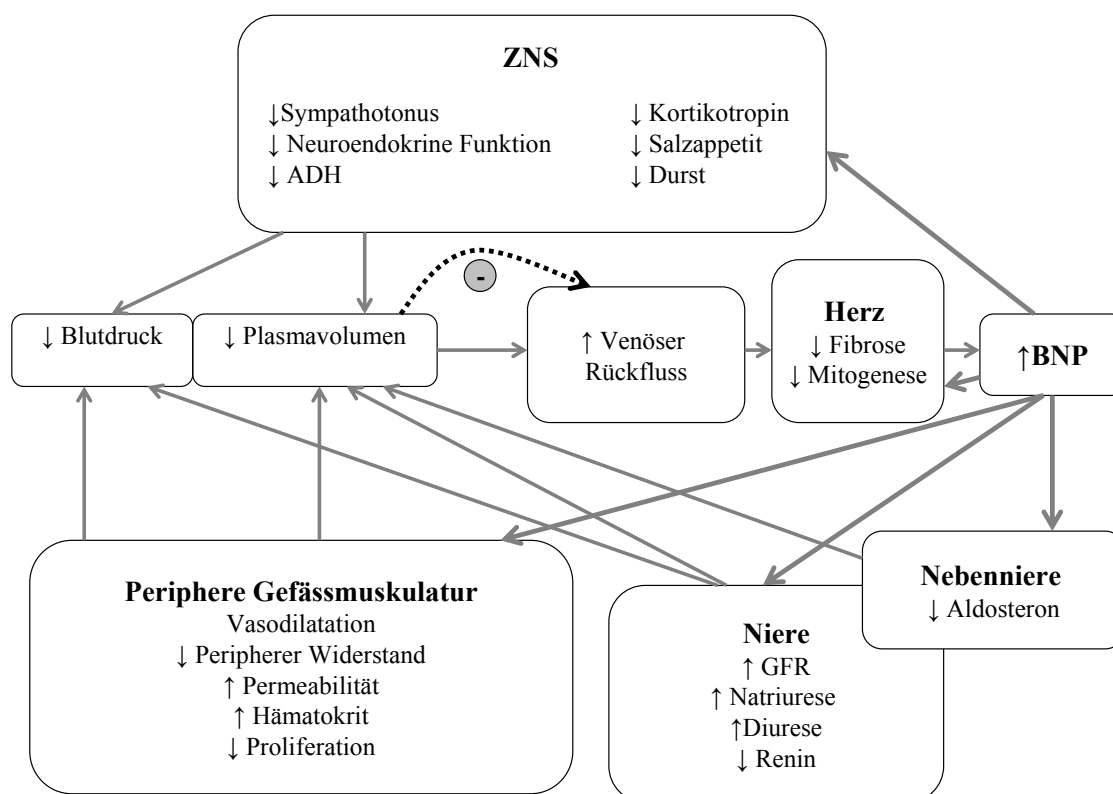 ZNS
↓Sympathotonus
↓ Neuroendokrine Funktion
↓ ADH
↓ Kortikotropin
↓ Salzappetit
↓ Durst
-
↓ Blutdruck
↓ Plasmavolumen
↑ Venöser
Rückfluss
Herz
↓ Fibrose
↓ Mitogenese
↑BNP
Periphere Gefässmuskulatur
Vasodilatation
↓ Peripherer Widerstand
↑ Permeabilität
↑ Hämatokrit
↓ Proliferation
Niere
↑ GFR
↑ Natriurese
↑Diurese
↓ Renin
Nebenniere
↓ Aldosteron